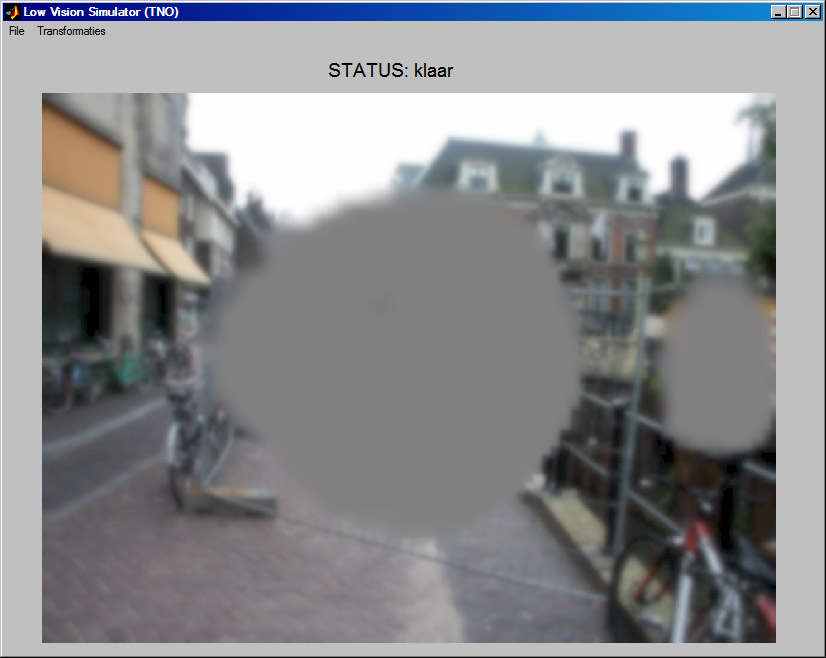 Low Vision Simulator (TNO)
File Transformaties
STATUS: klaar